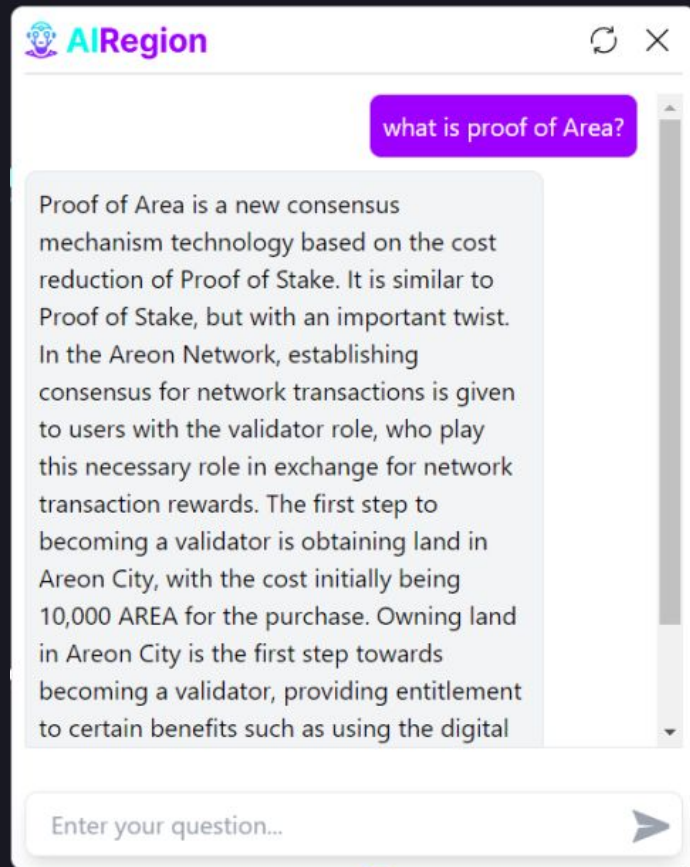 AIRegion
what is proof of Area?
Proof of Area is a new consensus
mechanism technology based on the cost
reduction of Proof of Stake. It is similar to
Proof of Stake, but with an important twist.
In the Areon Network, establishing
consensus for network transactions is given
to users with the validator role, who play
this necessary role in exchange for network
transaction rewards. The first step to
becoming a validator is obtaining land in
Areon City, with the cost initially being
10,000 AREA for the purchase. Owning land
in Areon City is the first step towards
becoming a validator, providing entitlement
to certain benefits such as using the digital
Enter your question...